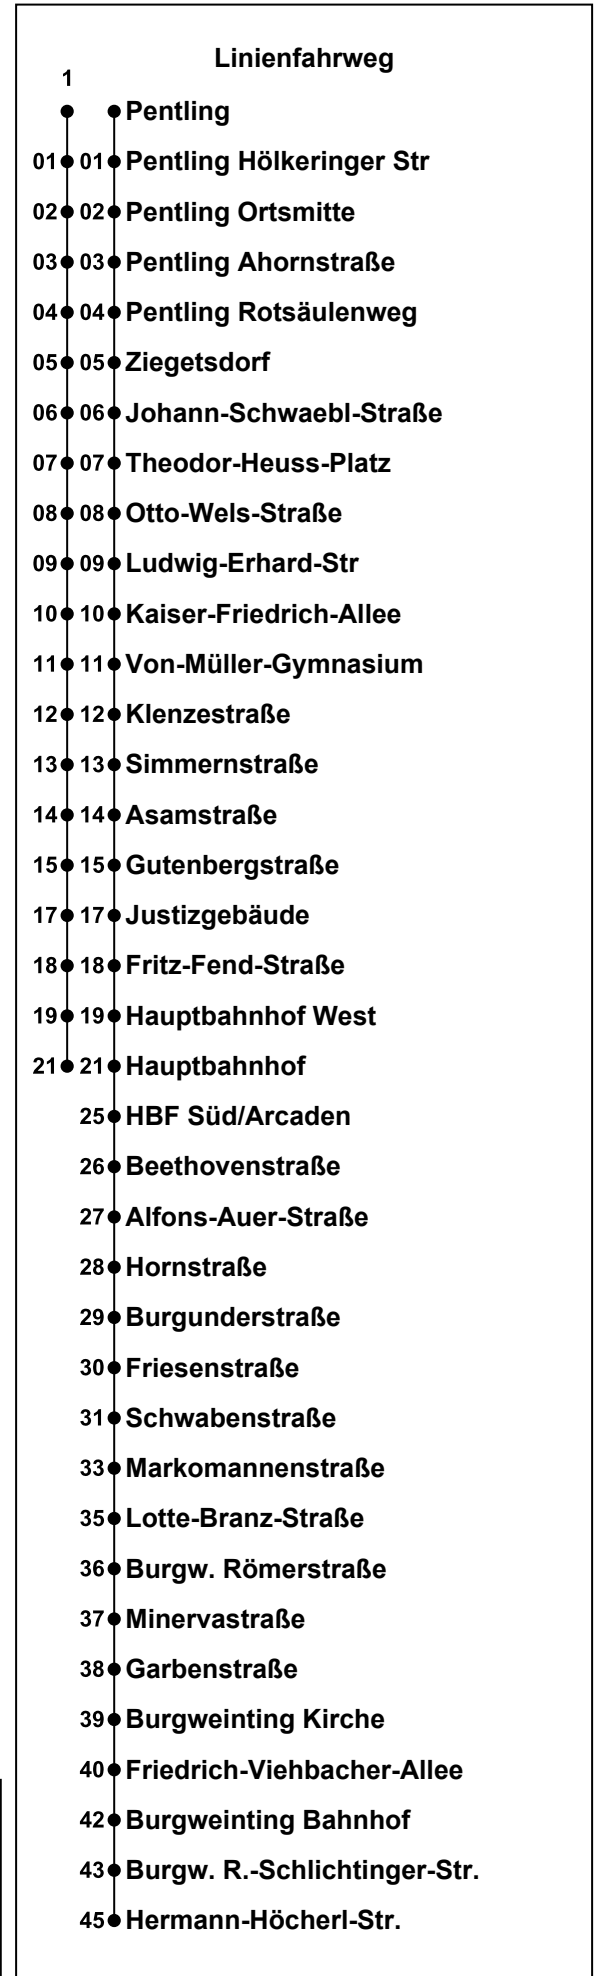 Linienfahrweg
1
Pentling
01 01 Pentling Hölkeringer Str
02 02 Pentling Ortsmitte
03 03 Pentling Ahornstraße
04 04 Pentling Rotsäulenweg
05 05 Ziegetsdorf
06 06 Johann-Schwaebl-Straße
07 07 Theodor-Heuss-Platz
08 08 Otto-Wels-Straße
09 09 Ludwig-Erhard-Str
10 10 Kaiser-Friedrich-Allee
11 11 Von-Müller-Gymnasium
12 12 Klenzestraße
13 13 Simmernstraße
14 14 Asamstraße
15 15 Gutenbergstraße
17 17 Justizgebäude
18 18 Fritz-Fend-Straße
19 19 Hauptbahnhof West
21 21 Hauptbahnhof
25 HBF Süd/Arcaden
26 Beethovenstraße
27 Alfons-Auer-Straße
28 Hornstraße
29 Burgunderstraße
30 Friesenstraße
31 Schwabenstraße
33 Markomannenstraße
35 Lotte-Branz-Straße
36 Burgw. Römerstraße
37 Minervastraße
38 Garbenstraße
39 Burgweinting Kirche
40 Friedrich-Viehbacher-Allee
42 Burgweinting Bahnhof
43 Burgw. R.-Schlichtinger-Str.
45 Hermann-Höcherl-Str.